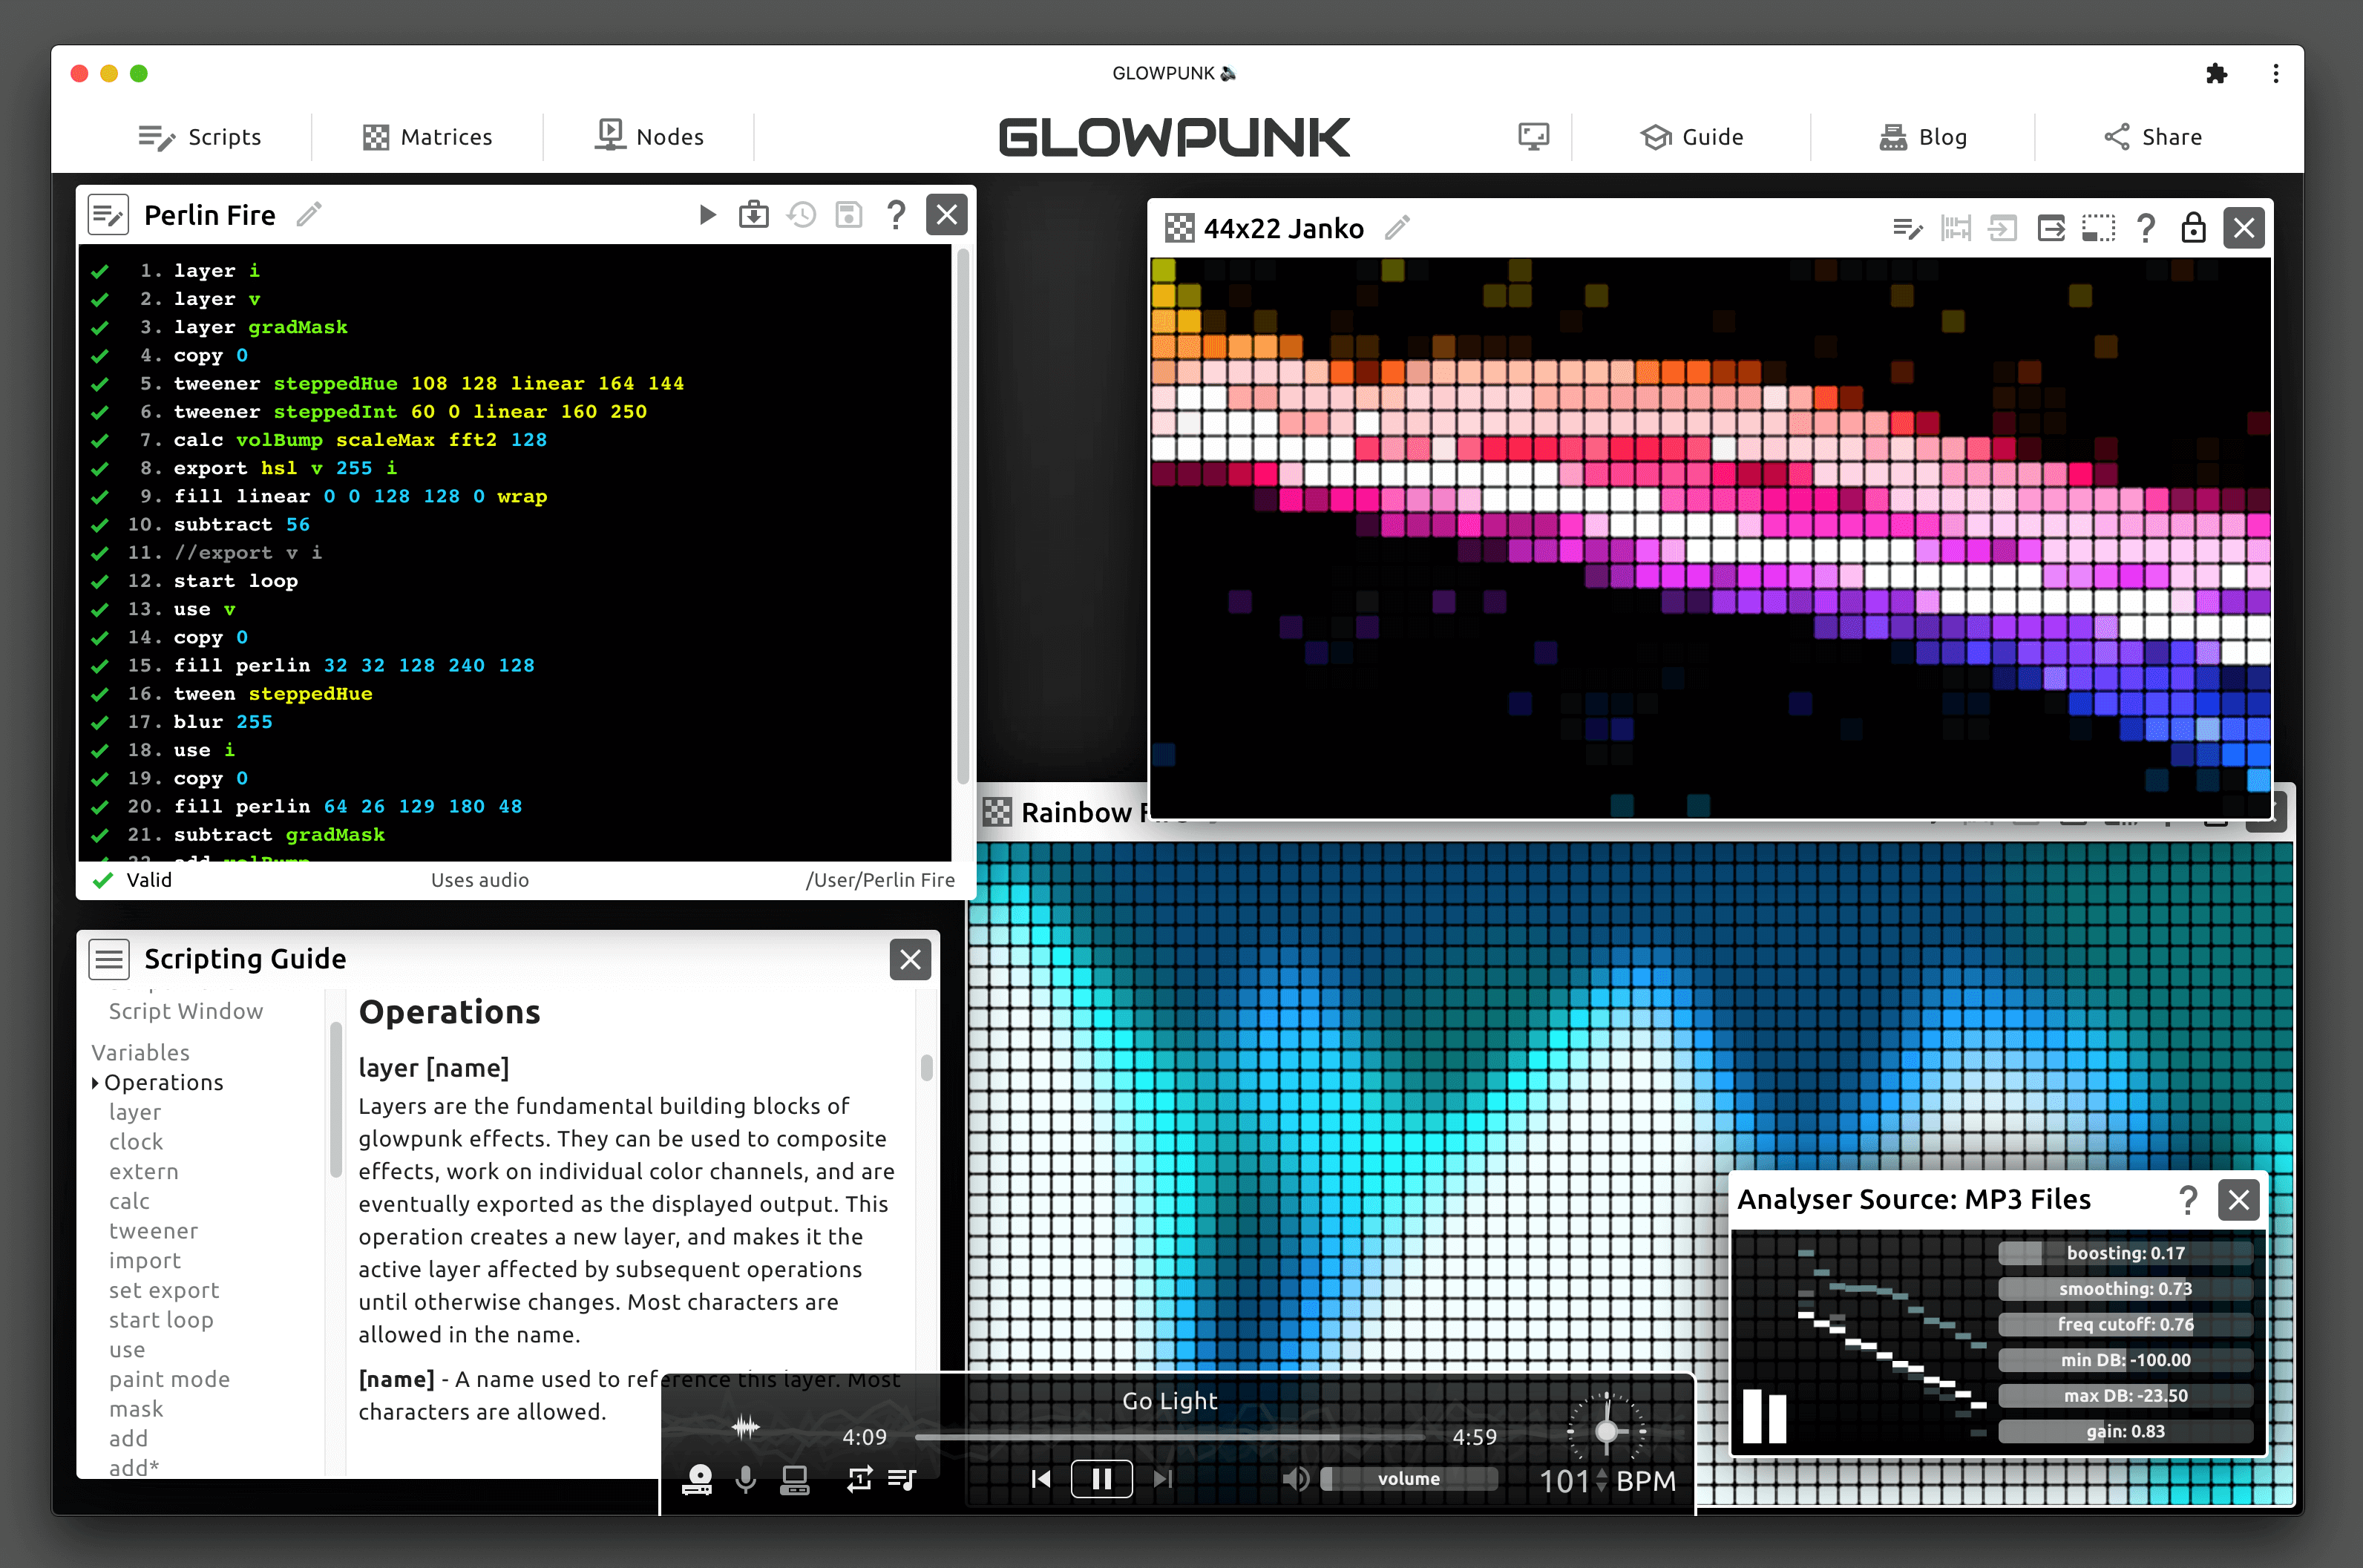 GLOWPUNK
Scripts
Matrices
Nodes
GLOWPUNK
Guide
Blog
Share
Perlin Fire
1. layer i
2. layer v
3. layer gradMask
4. copy 0
5. tweener steppedHue 108 128 linear 164 144
6. tweener steppedInt 60 0 linear 160 250
7. calc volBump scaleMax fft2 128
8. export hsl v 255 i
9. fill linear 0 0 128 128 0 wrap
10. subtract 56
11. //export v i
12. start loop
13. use v
14. copy 0
15. fill perlin 32 32 128 240 128
16. tween steppedHue
17. blur 255
18. use i
19. copy 0
20. fill perlin 64 26 129 180 48
21. subtract gradMask
22. add volBump
Valid
Uses audio
/User/Perlin Fire
44x22 Janko
Rainbow
Scripting Guide
Script Window
Variables
Operations
layer
clock
extern
calc
tweener
import
set export
start loop
use
paint mode
mask
add
add*
Operations
layer [name]
Layers are the fundamental building blocks of
glowpunk effects. They can be used to composite
effects, work on individual color channels, and are
eventually exported as the displayed output. This
operation creates a new layer, and makes it the
active layer affected by subsequent operations
until otherwise changes. Most characters are
allowed in the name.
[name] - A name used to reference this layer. Most
characters are allowed.
Analyser Source: MP3 Files
boosting: 0.17
smoothing: 0.73
freq cutoff: 0.76
min DB: -100.00
max DB: -23.50
gain: 0.83
Go Light
4:09
4:59
1
volume
101 BPM